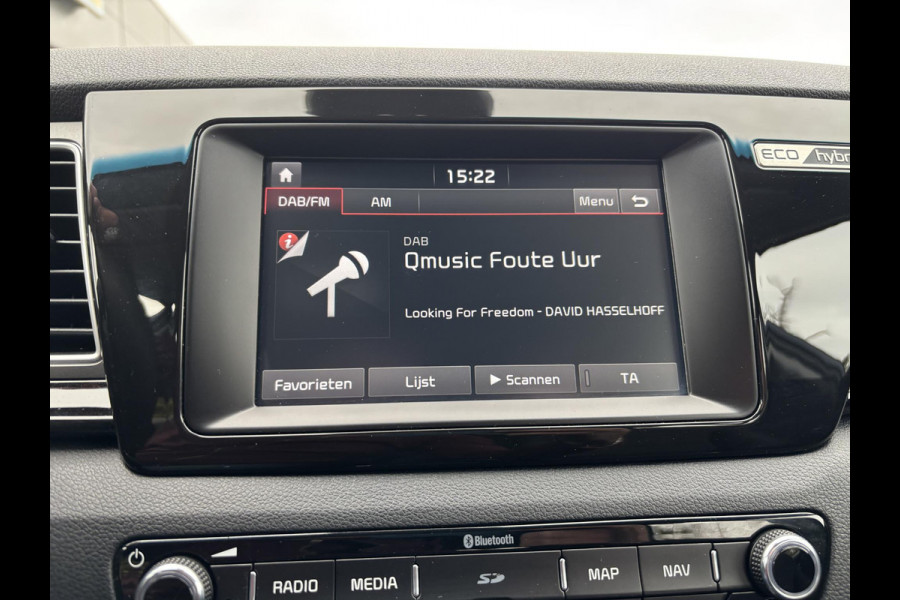 15:22
ECO hybr
DAB/FM AM Menu
DAB
Qmusic Foute Uur
Looking For Freedom - DAVID HASSELHOFF
Favorieten Lijst Scannen TA
Bluetooth
RADIO MEDIA SD MAP NAV